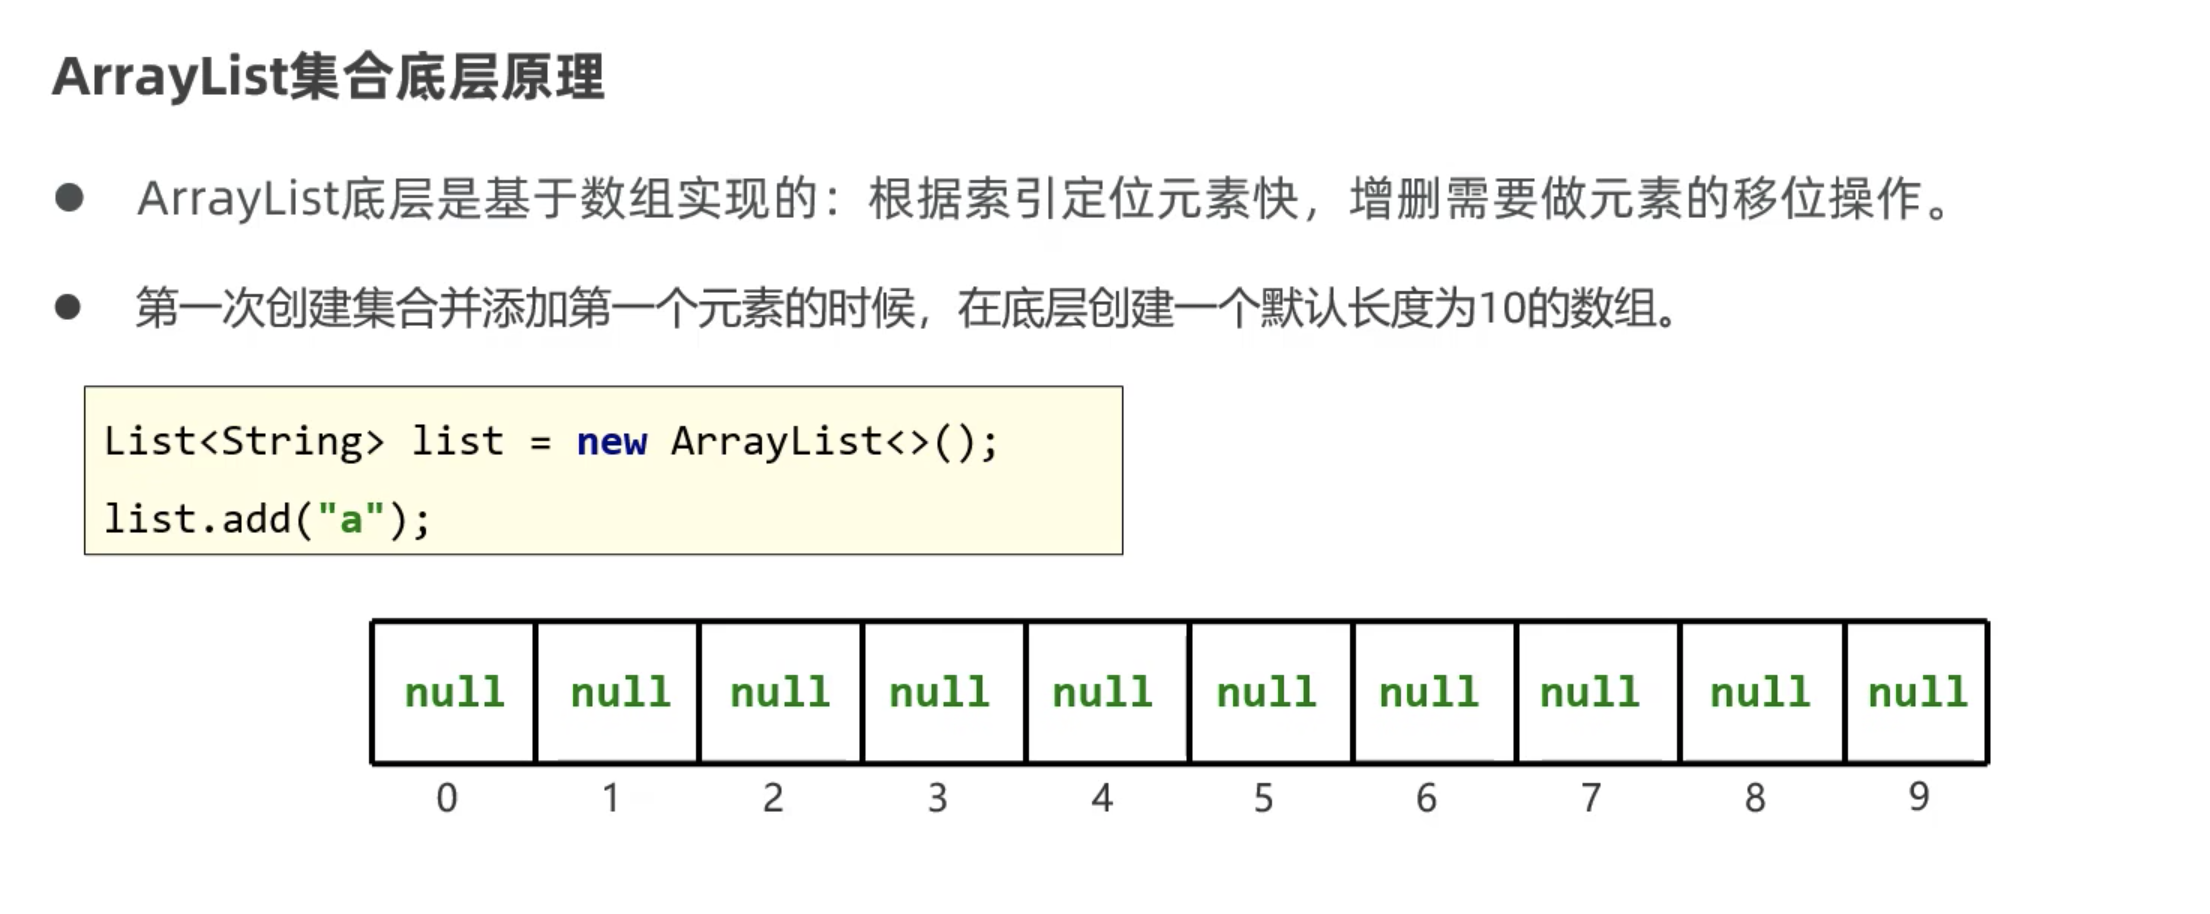 ArrayList集合底层原理
● ArrayList底层是基于数组实现的：根据索引定位元素快，增删需要做元素的移位操作。
● 第一次创建集合并添加第一个元素的时候，在底层创建一个默认长度为10的数组。
List<String> list = new ArrayList<>();
list.add("a");
null null null null null null null null null null
0 1 2 3 4 5 6 7 8 9